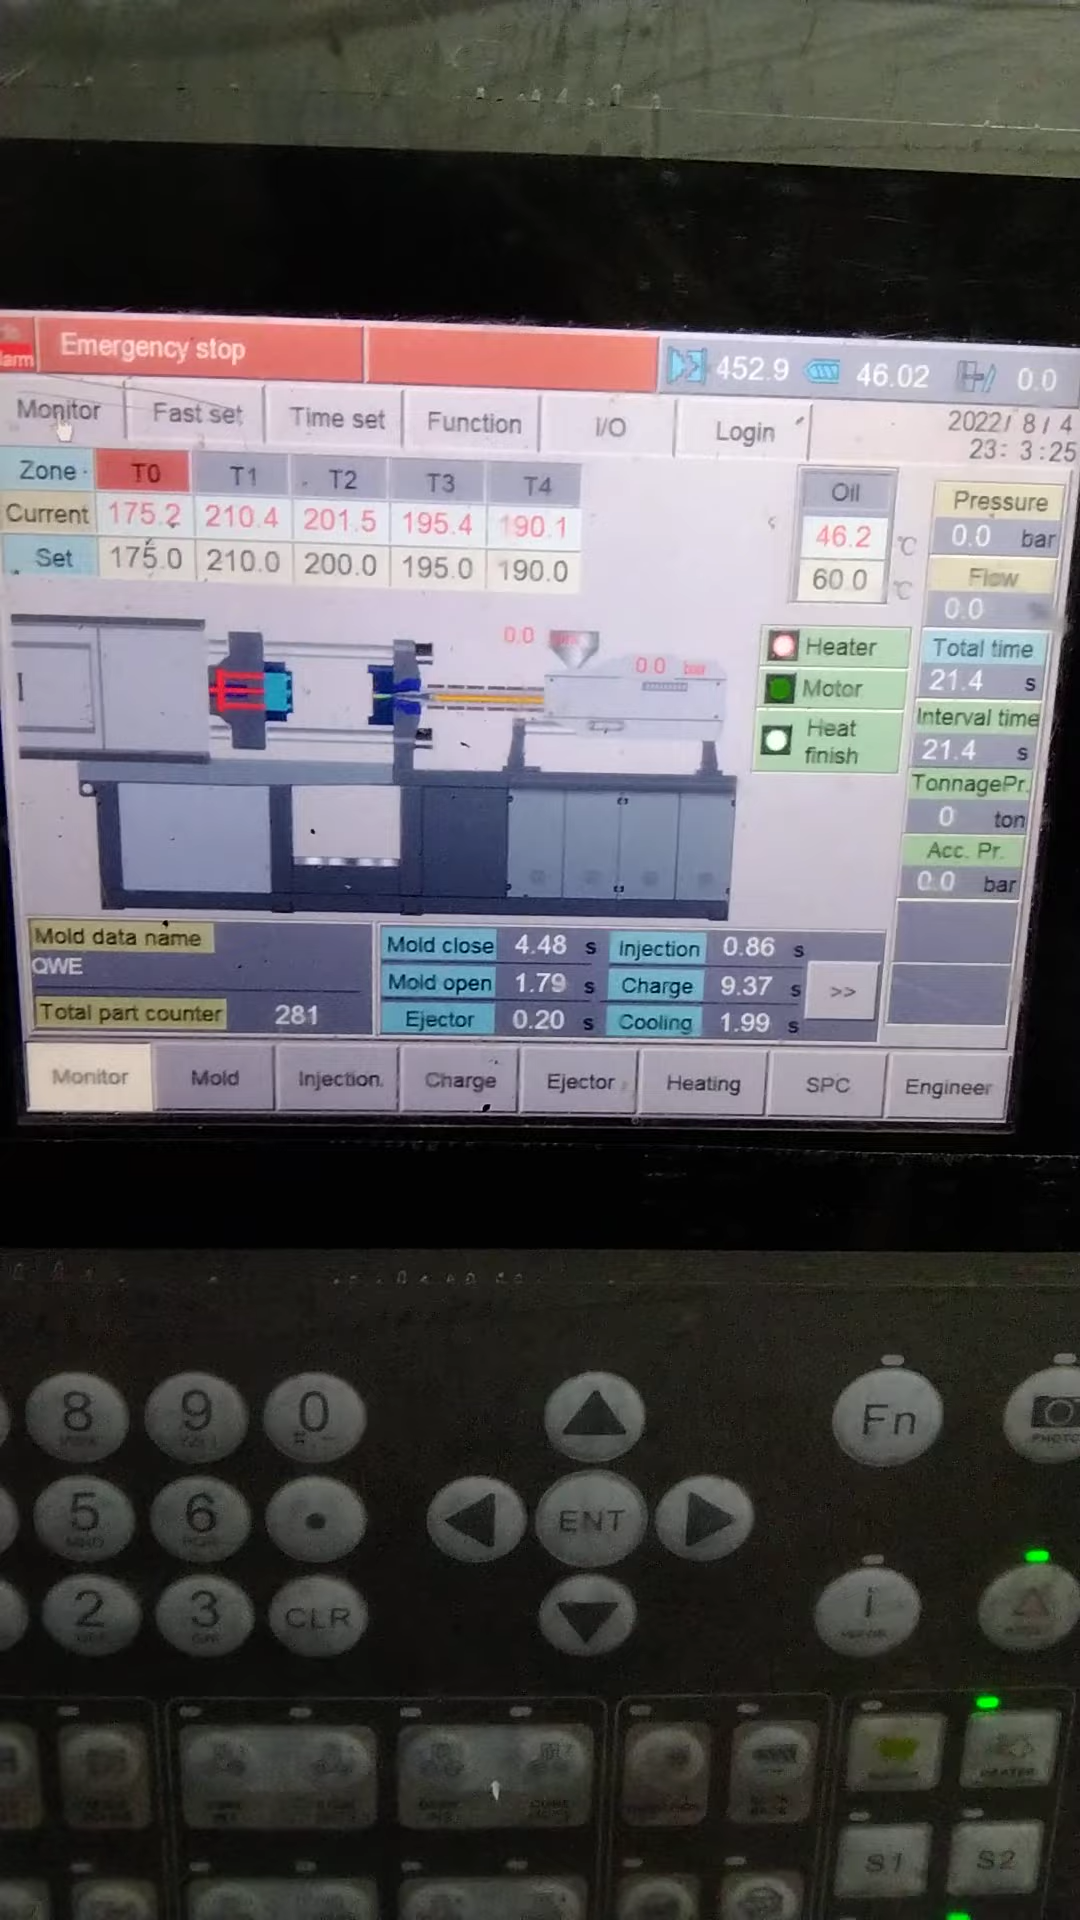 larm Emergency stop 452.9 46.02 0.0
Monitor Fast set Time set Function I/O Login 2022/ 8/ 4
23: 3:25
Zone T0 T1 T2 T3 T4 Oil Pressure
Current 175.2 210.4 201.5 195.4 190.1 46.2 °C 0.0 bar
Set 175.0 210.0 200.0 195.0 190.0 60.0 °C Flow
0.0
0.0 0.0 bar Heater Total time
Motor 21.4 s
Heat finish Interval time
21.4 s
TonnagePr.
0 ton
Acc. Pr.
0.0 bar
Mold data name Mold close 4.48 s Injection 0.86 s
QWE Mold open 1.79 s Charge 9.37 s >>
Total part counter 281 Ejector 0.20 s Cooling 1.99 s
Monitor Mold Injection Charge Ejector Heating SPC Engineer
8 9 0 Fn PHOTO
5 6 . ENT
2 3 CLR i
HEATER
S1 S2